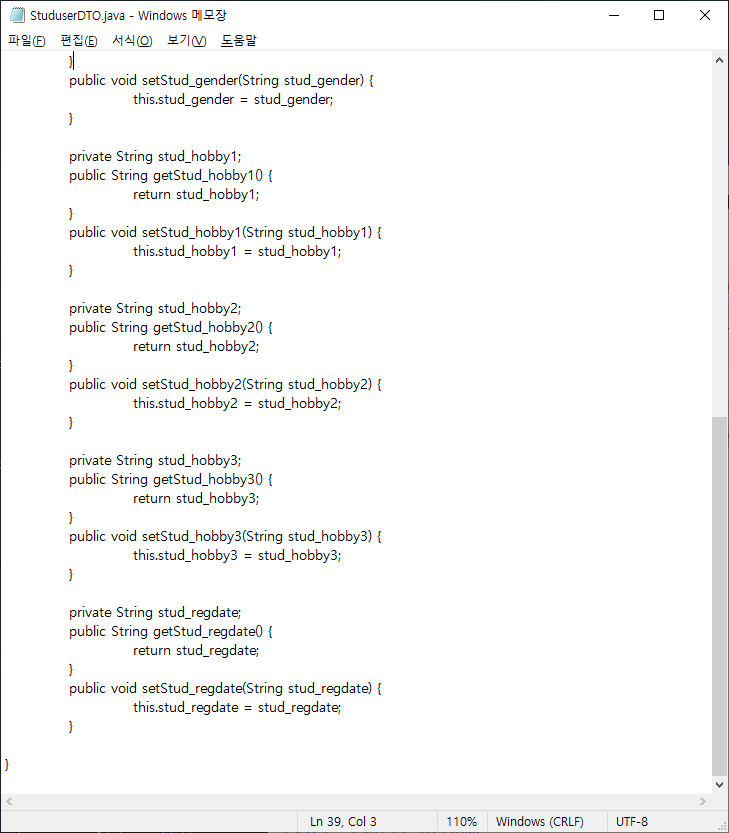 StuduserDTO.java - Windows 메모장
파일(F) 편집(E) 서식(O) 보기(V) 도움말
}
public void setStud_gender(String stud_gender) {
this.stud_gender = stud_gender;
}
private String stud_hobby1;
public String getStud_hobby1() {
return stud_hobby1;
}
public void setStud_hobby1(String stud_hobby1) {
this.stud_hobby1 = stud_hobby1;
}
private String stud_hobby2;
public String getStud_hobby2() {
return stud_hobby2;
}
public void setStud_hobby2(String stud_hobby2) {
this.stud_hobby2 = stud_hobby2;
}
private String stud_hobby3;
public String getStud_hobby3() {
return stud_hobby3;
}
public void setStud_hobby3(String stud_hobby3) {
this.stud_hobby3 = stud_hobby3;
}
private String stud_regdate;
public String getStud_regdate() {
return stud_regdate;
}
public void setStud_regdate(String stud_regdate) {
this.stud_regdate = stud_regdate;
}
}
Ln 39, Col 3 110% Windows (CRLF) UTF-8